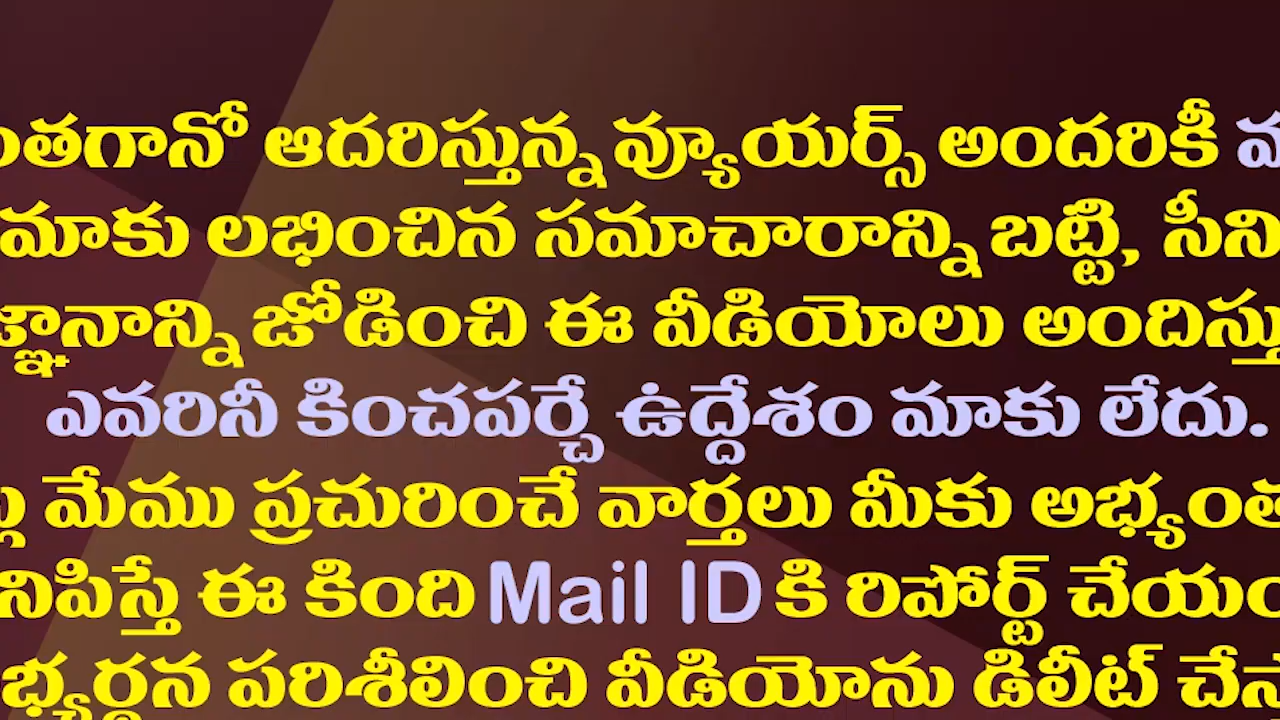 ఆదరిస్తున్న వ్యూయర్స్ అందరికీ
మాకు లభించిన సమాచారాన్ని బట్టి,
జోడించి ఈ వీడియోలు
ఎవరినీ కించపర్చే ఉద్దేశం మాకు లేదు.
మేము ప్రచురించే వార్తలు మీకు
ఈ కింది Mail ID కి రిపోర్ట్
పరిశీలించి వీడియోను డిలీట్